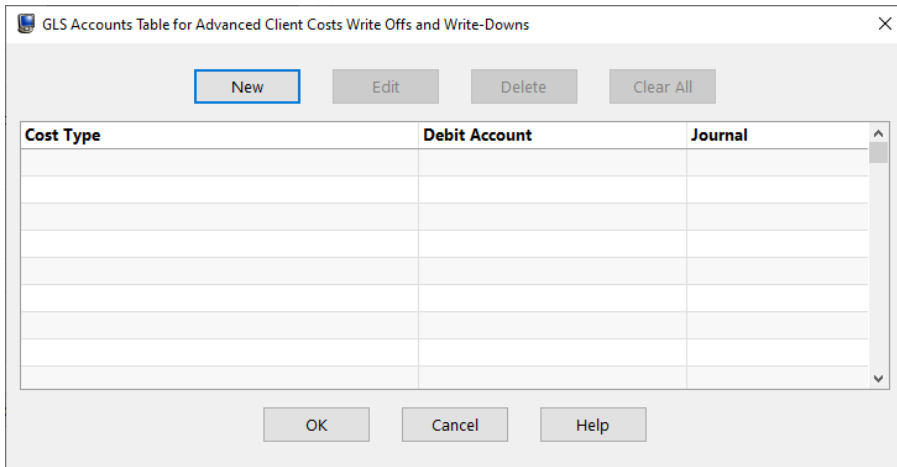 GLS Accounts Table for Advanced Client Costs Write Offs and Write-Downs
New Edit Delete Clear All
Cost Type Debit Account Journal
OK Cancel Help